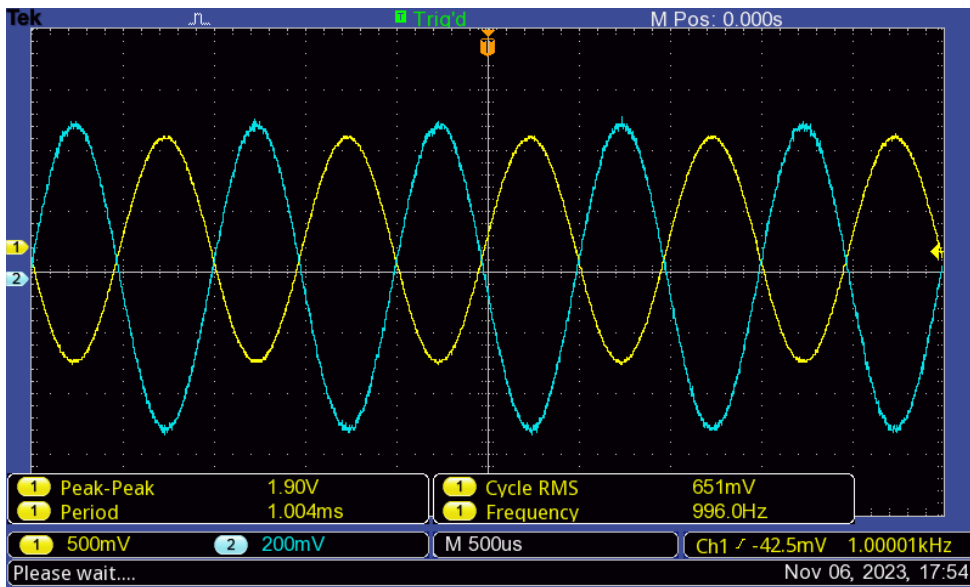 Tek T Trig'd M Pos: 0.000s
T
1
2
1 Peak-Peak 1.90V 1 Cycle RMS 651mV
1 Period 1.004ms 1 Frequency 996.0Hz
1 500mV 2 200mV M 500us Ch1 -42.5mV 1.00001kHz
Please wait.... Nov 06, 2023, 17:54